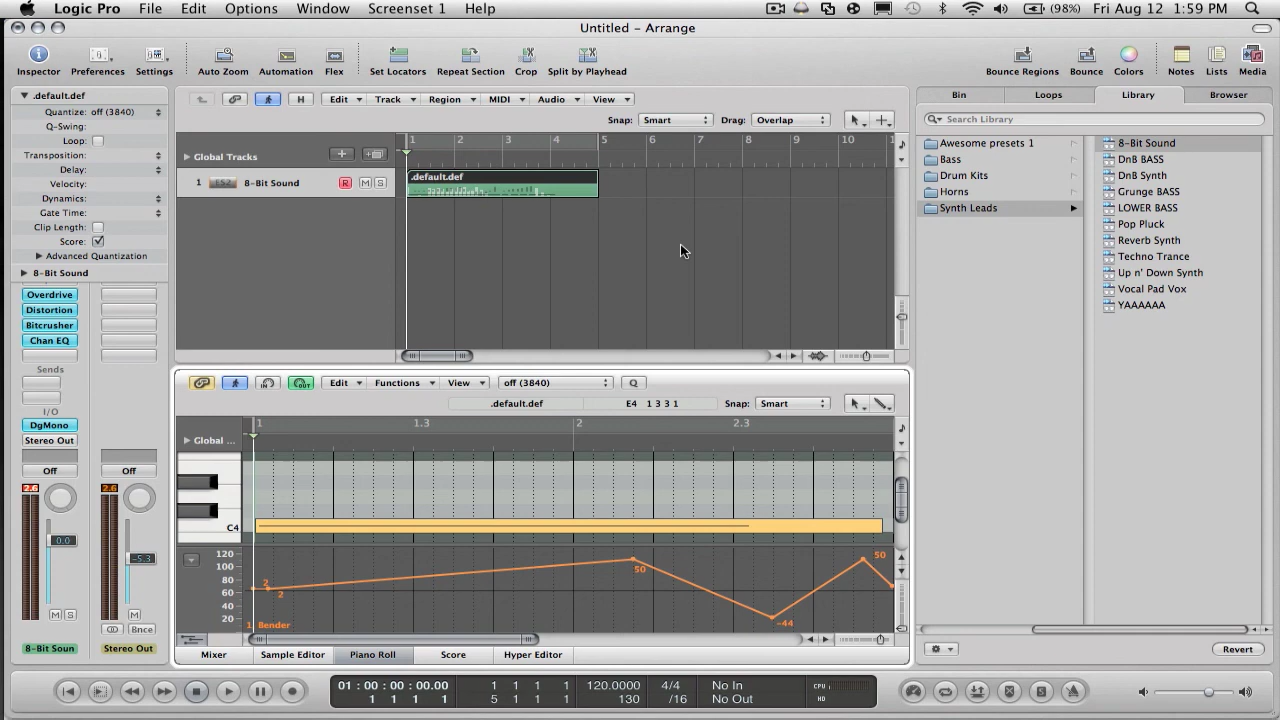 Logic Pro File Edit Options Window Screenset 1 Help (98%) Fri Aug 12 1:59 PM
Untitled - Arrange
Inspector Preferences Settings Auto Zoom Automation Flex Set Locators Repeat Section Crop Split by Playhead Bounce Regions Bounce Colors Notes Lists Media
.default.def
Quantize: off (3840)
Q-Swing:
Loop:
Transposition:
Delay:
Velocity:
Dynamics:
Gate Time:
Clip Length:
Score:
Advanced Quantization
8-Bit Sound
Overdrive
Distortion
Bitcrusher
Chan EQ
Sends
I/O
DgMono
Stereo Out
Off Off
2.6 2.6
0.0 -5.3
M S M
Bnce
8-Bit Soun Stereo Out
H Edit Track Region MIDI Audio View
Snap: Smart Drag: Overlap
1 2 3 4 5 6 7 8 9 10
Global Tracks
1 8-Bit Sound R M S
.default.def
Edit Functions View off (3840) Q
.default.def E4 1 3 3 1 Snap: Smart
1 1.3 2 2.3
Global ...
C4
120
100
80
60
40
20
2
2
50
-44
50
1 Bender
Mixer Sample Editor Piano Roll Score Hyper Editor
Bin Loops Library Browser
Search Library
Awesome presets 1
Bass
Drum Kits
Horns
Synth Leads
8-Bit Sound
DnB BASS
DnB Synth
Grunge BASS
LOWER BASS
Pop Pluck
Reverb Synth
Techno Trance
Up n' Down Synth
Vocal Pad Vox
YAAAAAA
Revert
01 : 00 : 00 : 00.00 1 1 1 1 120.0000 4/4 No In CPU
5 1 1 1 130 /16 No Out HD